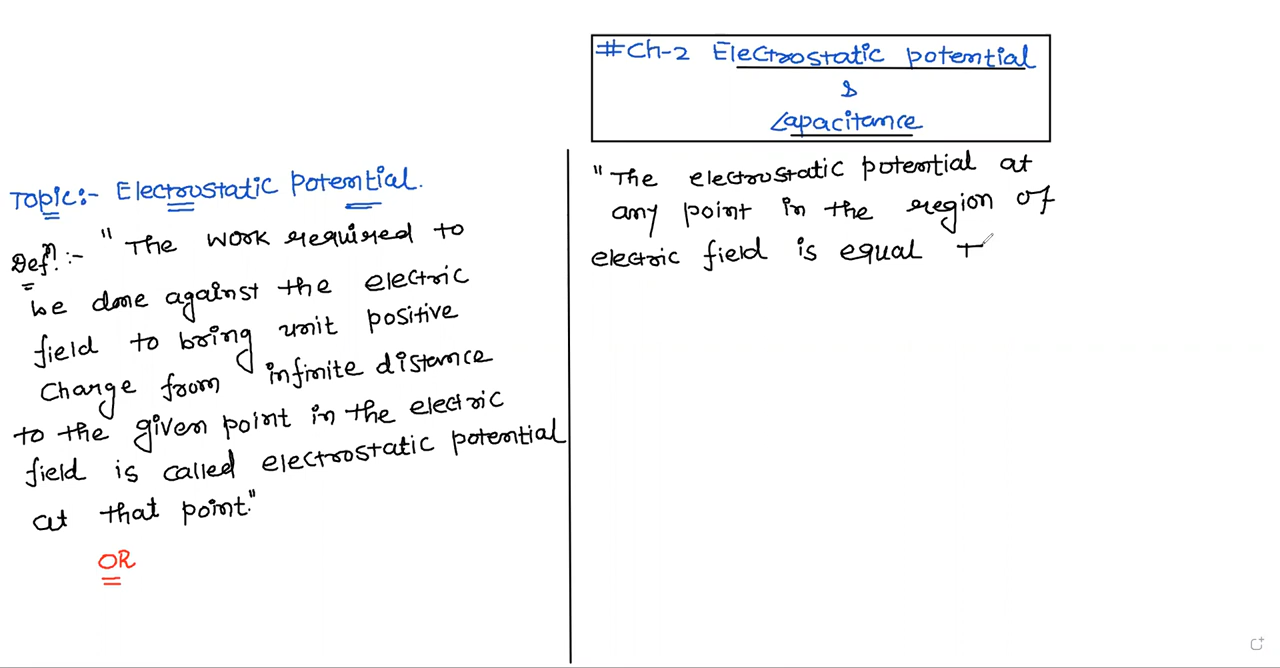 #Ch-2 Electrostatic potential
&
Capacitance
Topic:- Electrostatic Potential.
Defⁿ:- "The work required to
be done against the electric
field to bring unit positive
Charge from infinite distance
to the given point in the electric
field is called electrostatic potential
at that point."
OR
"The electrostatic potential at
any point in the region of
electric field is equal